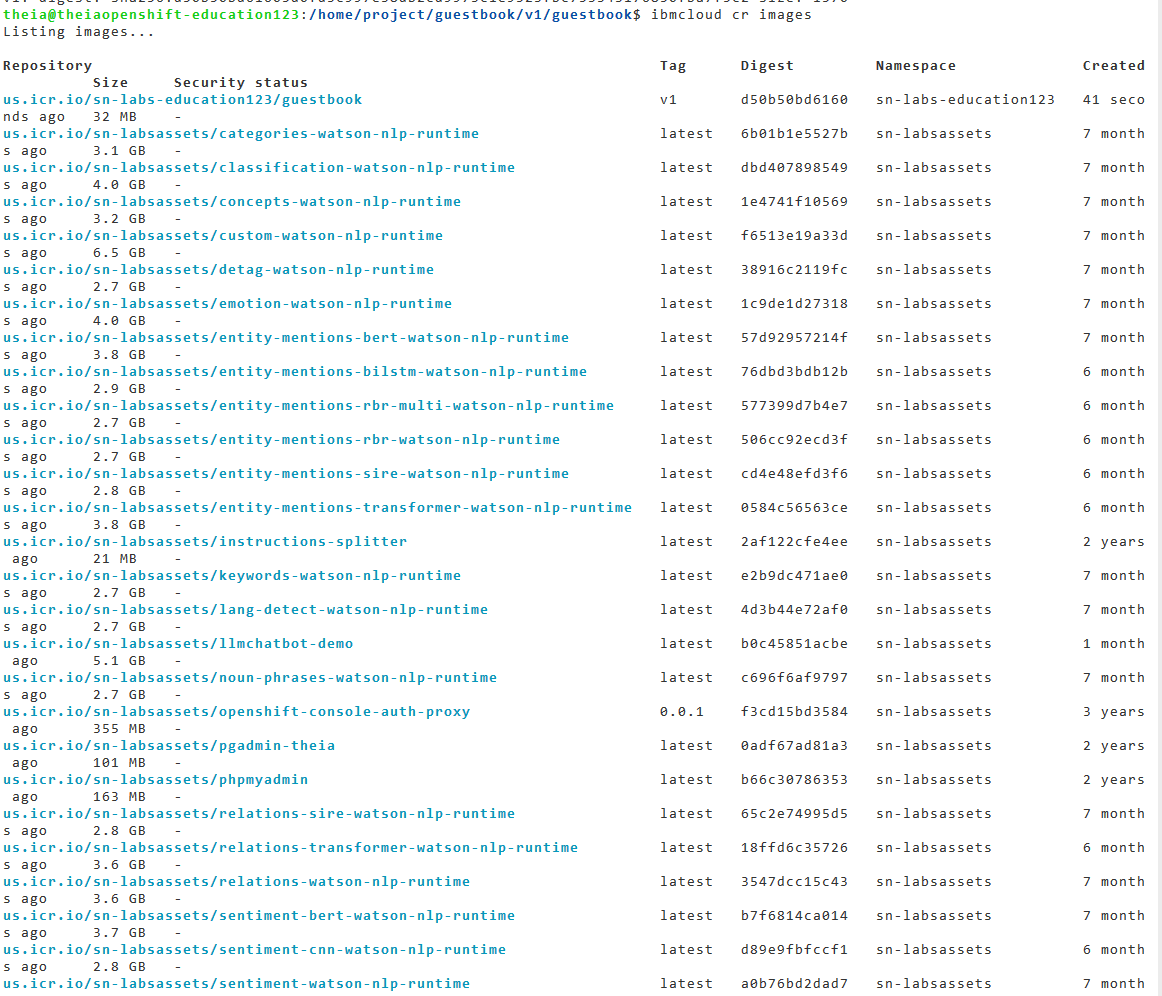 theia@theiaopenshift-education123:/home/project/guestbook/v1/guestbook$ ibmcloud cr images
Listing images...
Repository Tag Digest Namespace Created
Size Security status
us.icr.io/sn-labs-education123/guestbook v1 d50b50bd6160 sn-labs-education123 41 seco
nds ago 32 MB -
us.icr.io/sn-labsassets/categories-watson-nlp-runtime latest 6b01b1e5527b sn-labsassets 7 month
s ago 3.1 GB -
us.icr.io/sn-labsassets/classification-watson-nlp-runtime latest dbd407898549 sn-labsassets 7 month
s ago 4.0 GB -
us.icr.io/sn-labsassets/concepts-watson-nlp-runtime latest 1e4741f10569 sn-labsassets 7 month
s ago 3.2 GB -
us.icr.io/sn-labsassets/custom-watson-nlp-runtime latest f6513e19a33d sn-labsassets 7 month
s ago 6.5 GB -
us.icr.io/sn-labsassets/detag-watson-nlp-runtime latest 38916c2119fc sn-labsassets 7 month
s ago 2.7 GB -
us.icr.io/sn-labsassets/emotion-watson-nlp-runtime latest 1c9de1d27318 sn-labsassets 7 month
s ago 4.0 GB -
us.icr.io/sn-labsassets/entity-mentions-bert-watson-nlp-runtime latest 57d92957214f sn-labsassets 7 month
s ago 3.8 GB -
us.icr.io/sn-labsassets/entity-mentions-bilstm-watson-nlp-runtime latest 76dbd3bdb12b sn-labsassets 6 month
s ago 2.9 GB -
us.icr.io/sn-labsassets/entity-mentions-rbr-multi-watson-nlp-runtime latest 577399d7b4e7 sn-labsassets 6 month
s ago 2.7 GB -
us.icr.io/sn-labsassets/entity-mentions-rbr-watson-nlp-runtime latest 506cc92ecd3f sn-labsassets 6 month
s ago 2.7 GB -
us.icr.io/sn-labsassets/entity-mentions-sire-watson-nlp-runtime latest cd4e48efd3f6 sn-labsassets 6 month
s ago 2.8 GB -
us.icr.io/sn-labsassets/entity-mentions-transformer-watson-nlp-runtime latest 0584c56563ce sn-labsassets 6 month
s ago 3.8 GB -
us.icr.io/sn-labsassets/instructions-splitter latest 2af122cfe4ee sn-labsassets 2 years
ago 21 MB -
us.icr.io/sn-labsassets/keywords-watson-nlp-runtime latest e2b9dc471ae0 sn-labsassets 7 month
s ago 2.7 GB -
us.icr.io/sn-labsassets/lang-detect-watson-nlp-runtime latest 4d3b44e72af0 sn-labsassets 7 month
s ago 2.7 GB -
us.icr.io/sn-labsassets/llmchatbot-demo latest b0c45851acbe sn-labsassets 1 month
ago 5.1 GB -
us.icr.io/sn-labsassets/noun-phrases-watson-nlp-runtime latest c696f6af9797 sn-labsassets 7 month
s ago 2.7 GB -
us.icr.io/sn-labsassets/openshift-console-auth-proxy 0.0.1 f3cd15bd3584 sn-labsassets 3 years
ago 355 MB -
us.icr.io/sn-labsassets/pgadmin-theia latest 0adf67ad81a3 sn-labsassets 2 years
ago 101 MB -
us.icr.io/sn-labsassets/phpmyadmin latest b66c30786353 sn-labsassets 2 years
ago 163 MB -
us.icr.io/sn-labsassets/relations-sire-watson-nlp-runtime latest 65c2e74995d5 sn-labsassets 7 month
s ago 2.8 GB -
us.icr.io/sn-labsassets/relations-transformer-watson-nlp-runtime latest 18ffd6c35726 sn-labsassets 6 month
s ago 3.6 GB -
us.icr.io/sn-labsassets/relations-watson-nlp-runtime latest 3547dcc15c43 sn-labsassets 7 month
s ago 3.6 GB -
us.icr.io/sn-labsassets/sentiment-bert-watson-nlp-runtime latest b7f6814ca014 sn-labsassets 7 month
s ago 3.7 GB -
us.icr.io/sn-labsassets/sentiment-cnn-watson-nlp-runtime latest d89e9fbfccf1 sn-labsassets 6 month
s ago 2.8 GB -
us.icr.io/sn-labsassets/sentiment-watson-nlp-runtime latest a0b76bd2dad7 sn-labsassets 7 month